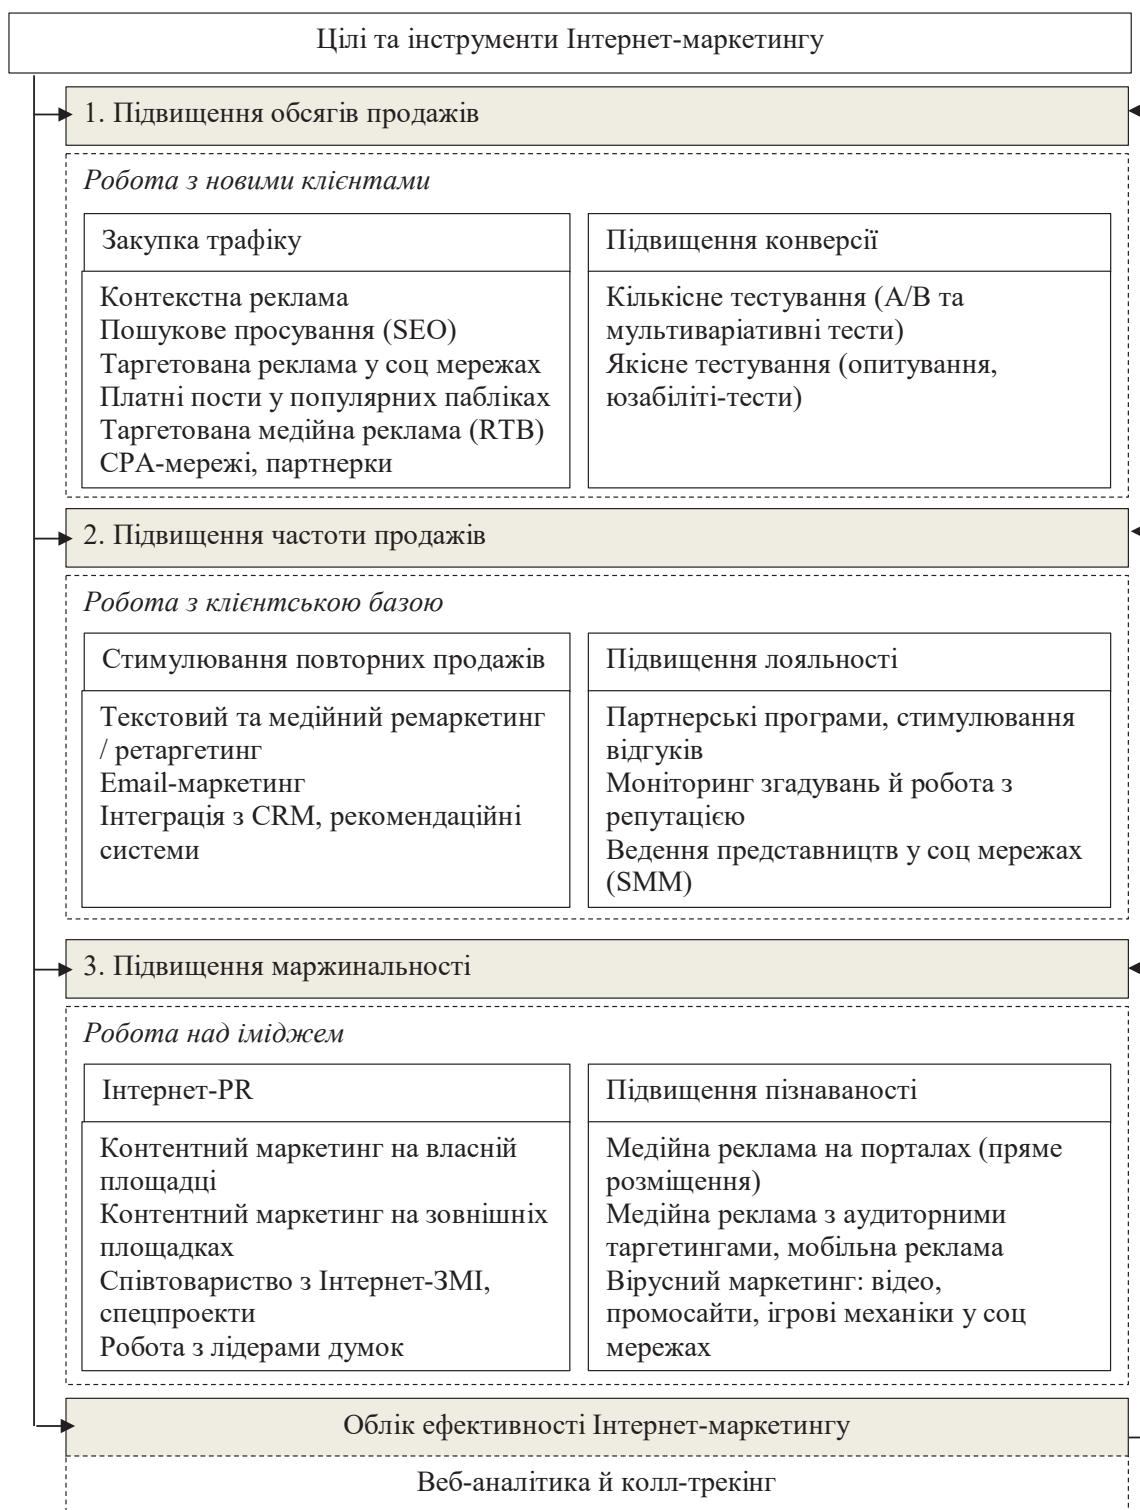 Цілі та інструменти Інтернет-маркетингу
1. Підвищення обсягів продажів
Робота з новими клієнтами
Закупка трафіку
Контекстна реклама
Пошукове просування (SEO)
Таргетована реклама у соц мережах
Платні пости у популярних пабліках
Таргетована медійна реклама (RTB)
CPA-мережі, партнерки
Підвищення конверсії
Кількісне тестування (А/В та
мультиваріативні тести)
Якісне тестування (опитування,
юзабіліті-тести)
2. Підвищення частоти продажів
Робота з клієнтською базою
Стимулювання повторних продажів
Текстовий та медійний ремаркетинг
/ ретаргетинг
Email-маркетинг
Інтеграція з CRM, рекомендаційні
системи
Підвищення лояльності
Партнерські програми, стимулювання
відгуків
Моніторинг згадувань й робота з
репутацією
Ведення представництв у соц мережах
(SMM)
3. Підвищення маржинальності
Робота над іміджем
Інтернет-PR
Контентний маркетинг на власній
площадці
Контентний маркетинг на зовнішніх
площадках
Співтовариство з Інтернет-ЗМІ,
спецпроекти
Робота з лідерами думок
Підвищення пізнаваності
Медійна реклама на порталах (пряме
розміщення)
Медійна реклама з аудиторними
таргетингами, мобільна реклама
Вірусний маркетинг: відео,
промосайти, ігрові механіки у соц
мережах
Облік ефективності Інтернет-маркетингу
Веб-аналітика й колл-трекінг